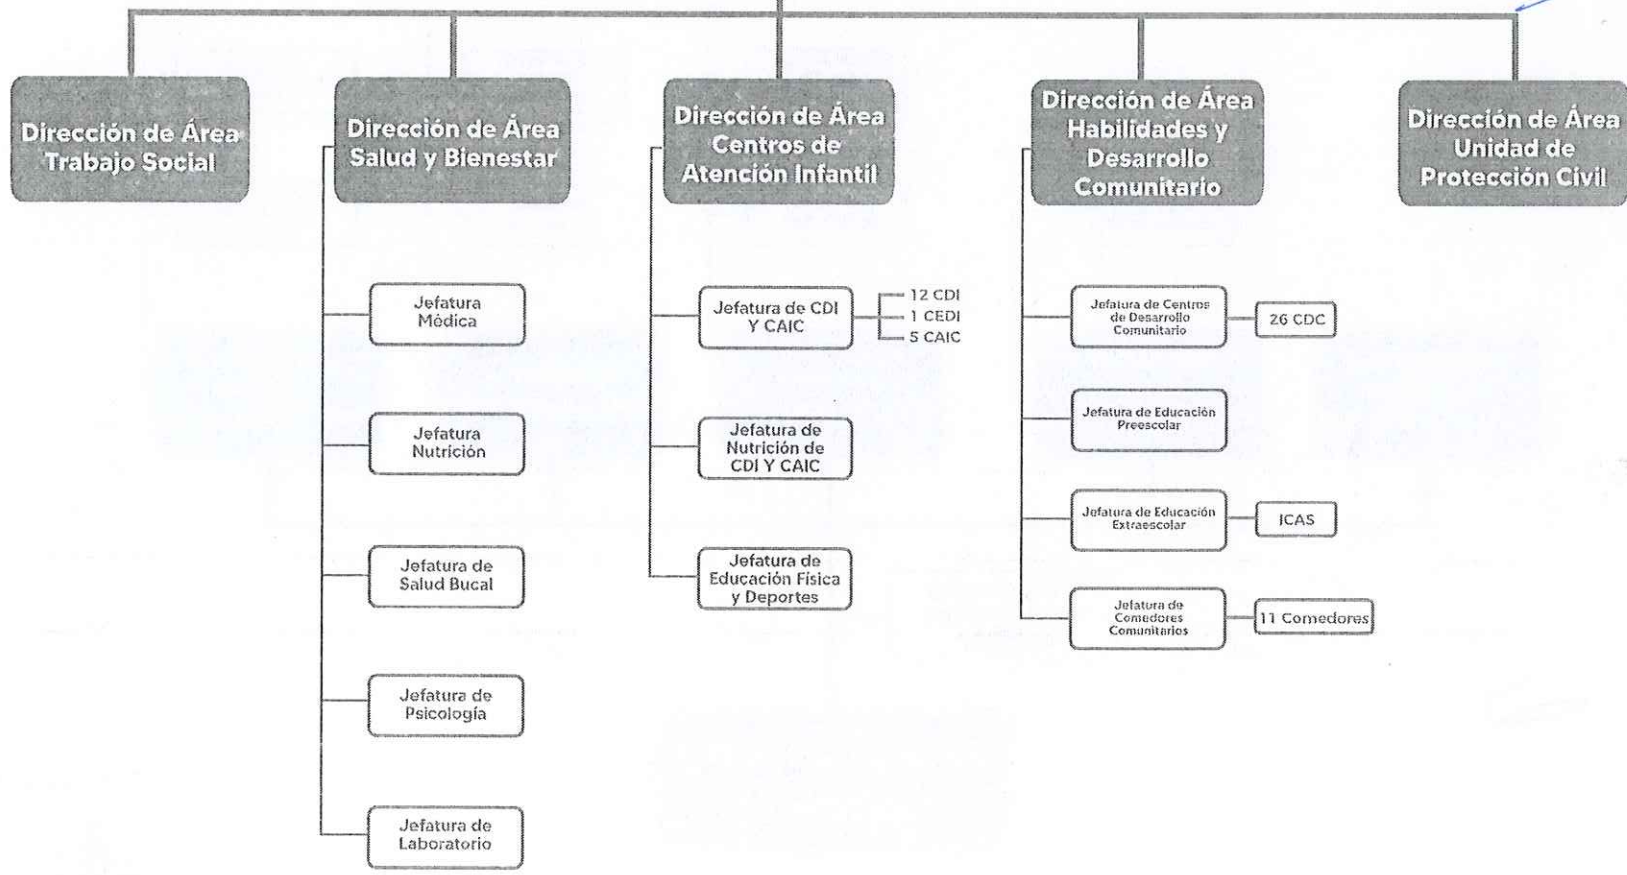 Dirección de Área
Trabajo Social
Dirección de Área
Salud y Bienestar
Dirección de Área
Centros de
Atención Infantil
Dirección de Área
Habilidades y
Desarrollo
Comunitario
Dirección de Área
Unidad de
Protección Civil
Jefatura
Médica
Jefatura
Nutrición
Jefatura de
Salud Bucal
Jefatura de
Psicología
Jefatura de
Laboratorio
Jefatura de CDI
Y CAIC
12 CDI
1 CEDI
5 CAIC
Jefatura de
Nutrición de
CDI Y CAIC
Jefatura de
Educación Física
y Deportes
Jefatura de Centros
de Desarrollo
Comunitario
26 CDC
Jefatura de Educación
Preescolar
Jefatura de Educación
Extraescolar
ICAS
Jefatura de
Comedores
Comunitarios
11 Comedores